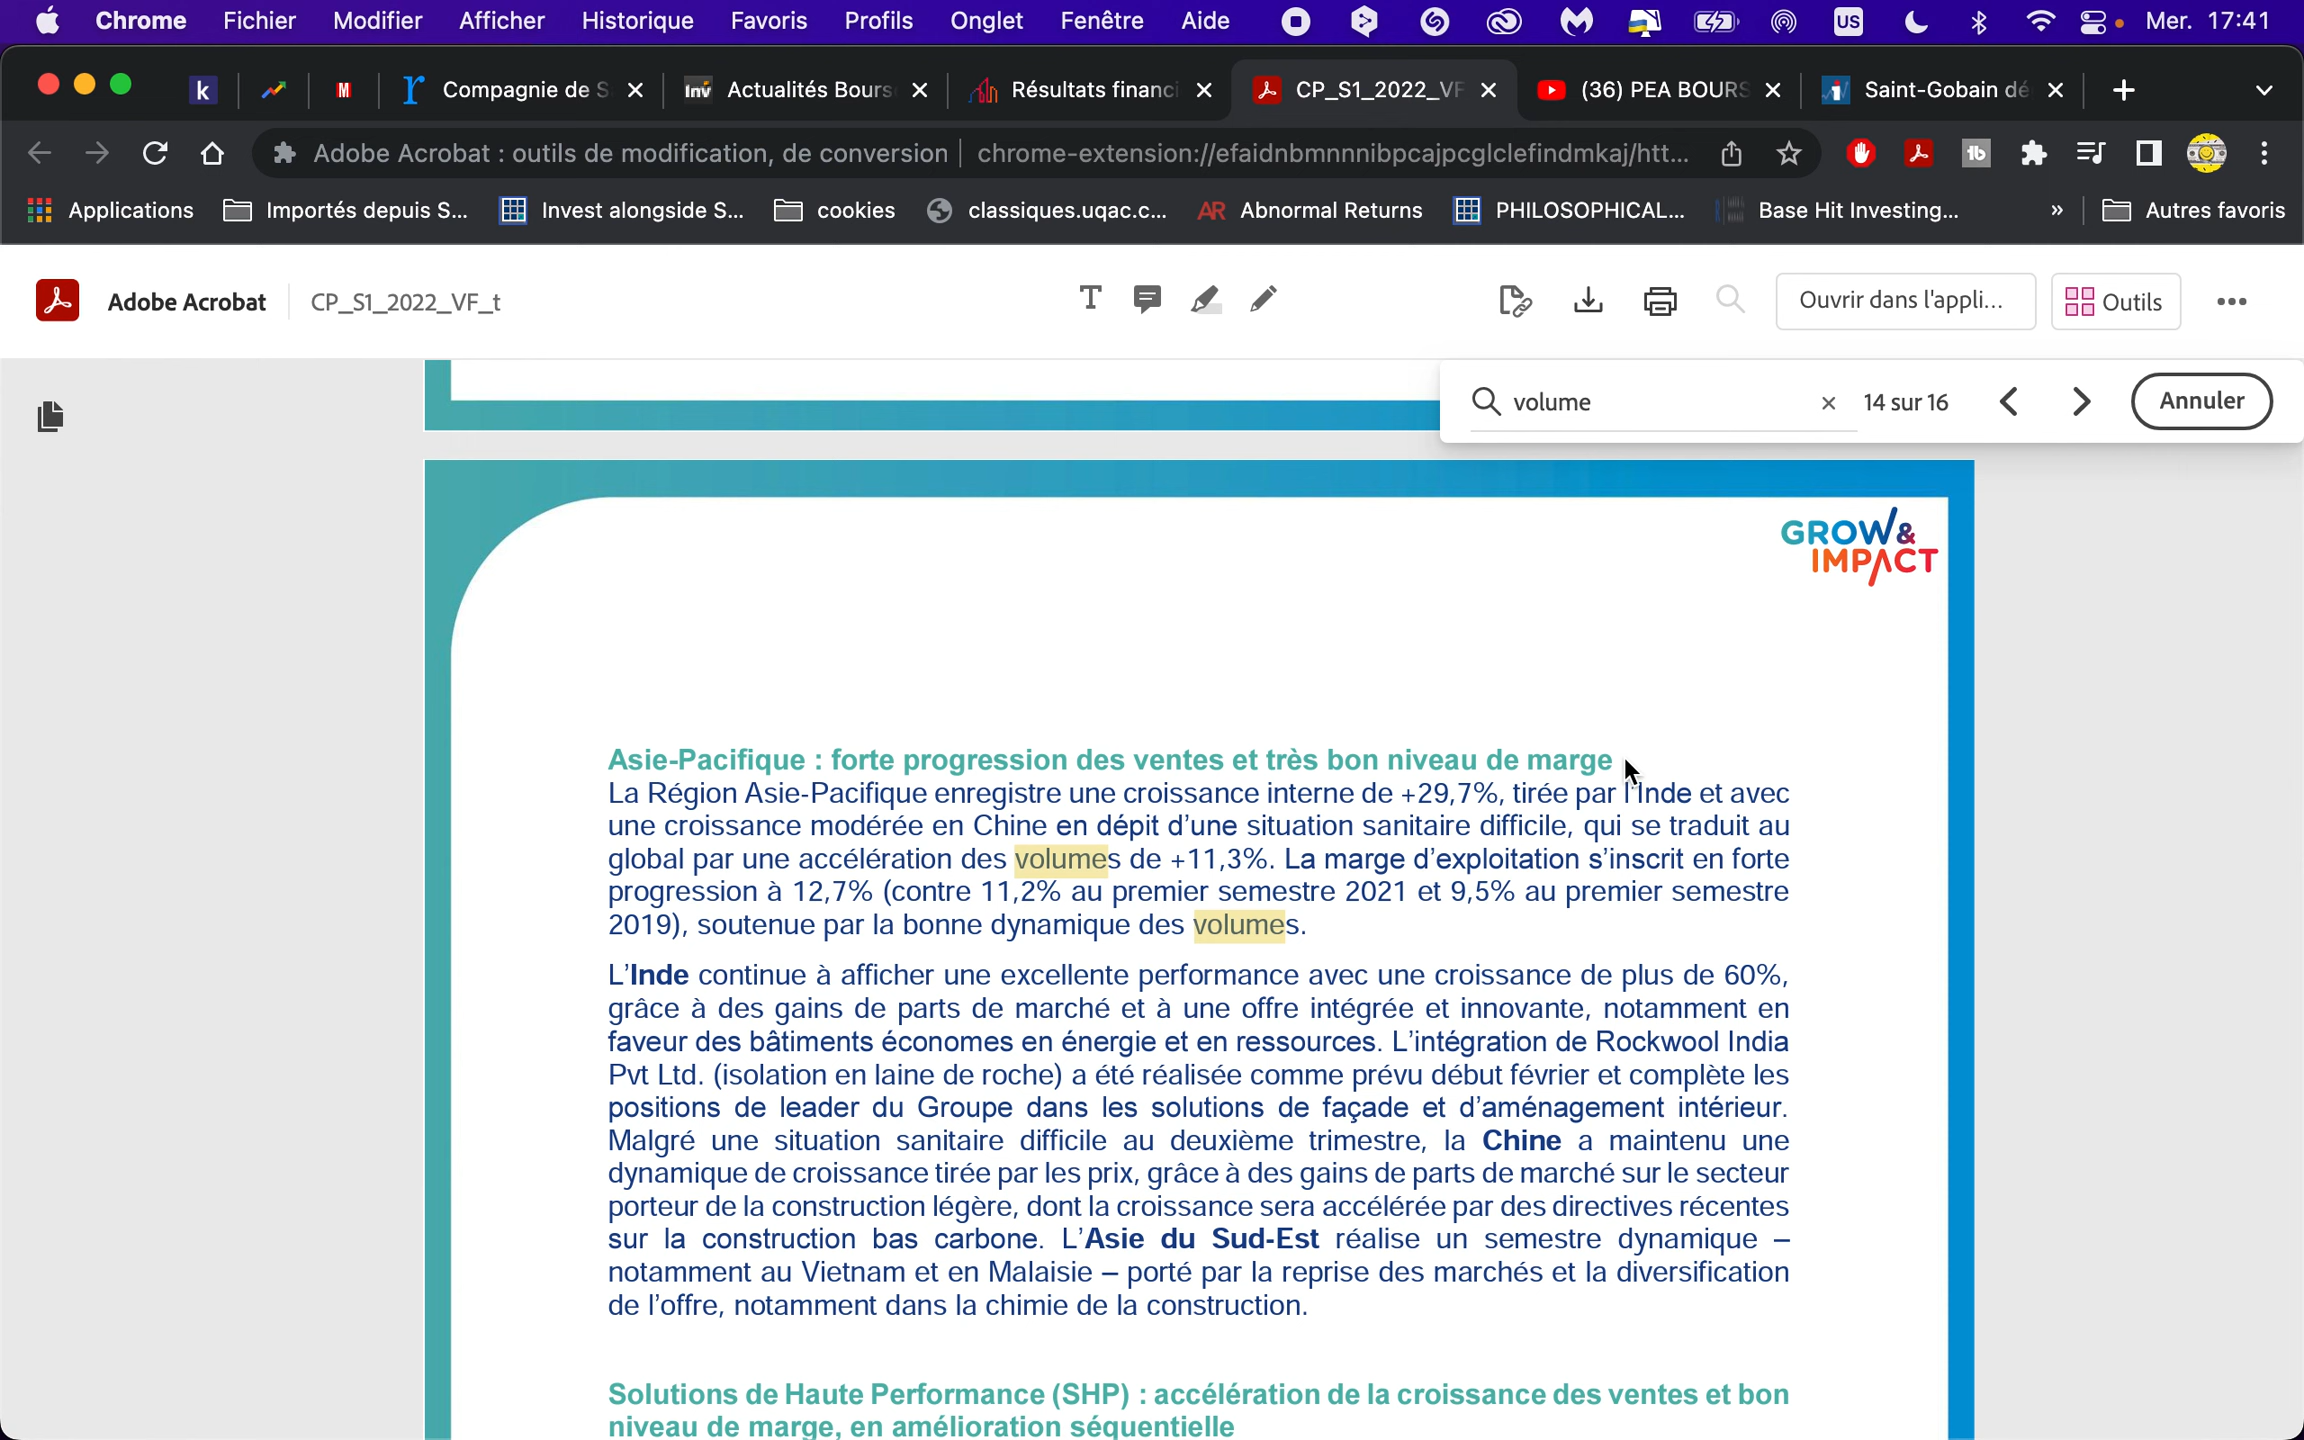 Chrome Fichier Modifier Afficher Historique Favoris Profils Onglet Fenêtre Aide US Mer. 17:41
k M Compagnie de S Inv Actualités Bours Résultats financi CP_S1_2022_VF (36) PEA BOURS Saint-Gobain dé
Adobe Acrobat : outils de modification, de conversion chrome-extension://efaidnbmnnnibpcajpcglclefindmkaj/htt... tb
Applications Importés depuis S... Invest alongside S... cookies classiques.uqac.c... AR Abnormal Returns PHILOSOPHICAL... Base Hit Investing... » Autres favoris
Adobe Acrobat CP_S1_2022_VF_t T Ouvrir dans l'appli... Outils
volume 14 sur 16 Annuler
GROW&
IMPACT
Asie-Pacifique : forte progression des ventes et très bon niveau de marge
La Région Asie-Pacifique enregistre une croissance interne de +29,7%, tirée par l'Inde et avec
une croissance modérée en Chine en dépit d'une situation sanitaire difficile, qui se traduit au
global par une accélération des volumes de +11,3%. La marge d'exploitation s'inscrit en forte
progression à 12,7% (contre 11,2% au premier semestre 2021 et 9,5% au premier semestre
2019), soutenue par la bonne dynamique des volumes.
L'Inde continue à afficher une excellente performance avec une croissance de plus de 60%,
grâce à des gains de parts de marché et à une offre intégrée et innovante, notamment en
faveur des bâtiments économes en énergie et en ressources. L'intégration de Rockwool India
Pvt Ltd. (isolation en laine de roche) a été réalisée comme prévu début février et complète les
positions de leader du Groupe dans les solutions de façade et d'aménagement intérieur.
Malgré une situation sanitaire difficile au deuxième trimestre, la Chine a maintenu une
dynamique de croissance tirée par les prix, grâce à des gains de parts de marché sur le secteur
porteur de la construction légère, dont la croissance sera accélérée par des directives récentes
sur la construction bas carbone. L'Asie du Sud-Est réalise un semestre dynamique –
notamment au Vietnam et en Malaisie – porté par la reprise des marchés et la diversification
de l'offre, notamment dans la chimie de la construction.
Solutions de Haute Performance (SHP) : accélération de la croissance des ventes et bon
niveau de marge, en amélioration séquentielle